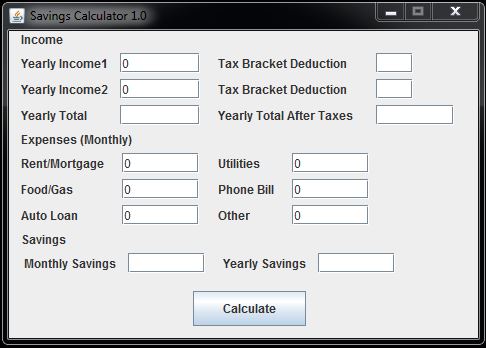 Savings Calculator 1.0
Income
Yearly Income1 0 Tax Bracket Deduction
Yearly Income2 0 Tax Bracket Deduction
Yearly Total Yearly Total After Taxes
Expenses (Monthly)
Rent/Mortgage 0 Utilities 0
Food/Gas 0 Phone Bill 0
Auto Loan 0 Other 0
Savings
Monthly Savings Yearly Savings
Calculate